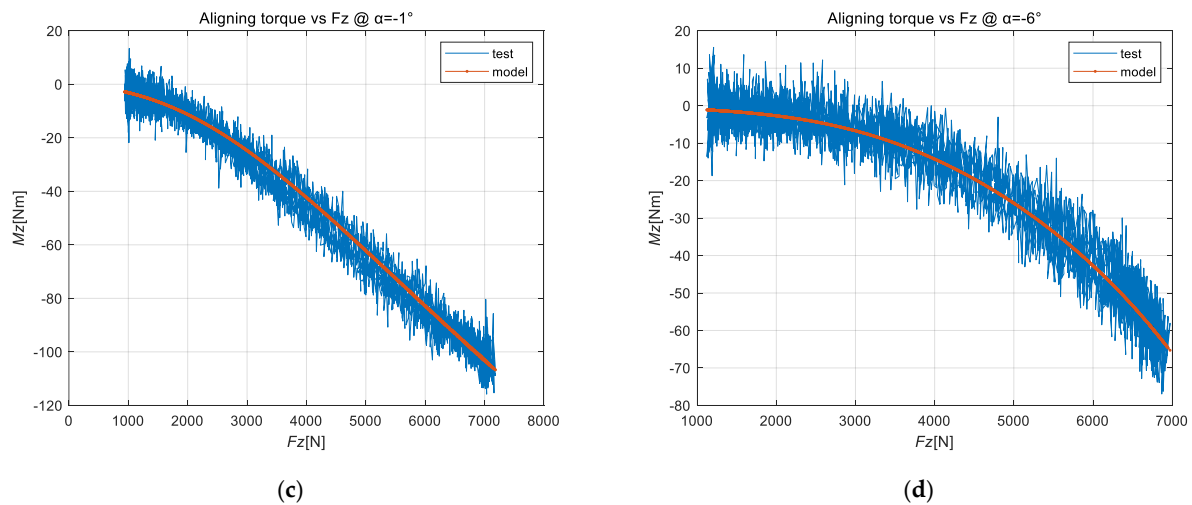 Aligning torque vs Fz @ α=-1°
20
0
-20
-40
-60
-80
-100
-120
Mz[Nm]
0 1000 2000 3000 4000 5000 6000 7000 8000
Fz[N]
test
model
(c)
Aligning torque vs Fz @ α=-6°
20
10
0
-10
-20
-30
-40
-50
-60
-70
-80
Mz[Nm]
1000 2000 3000 4000 5000 6000 7000
Fz[N]
test
model
(d)